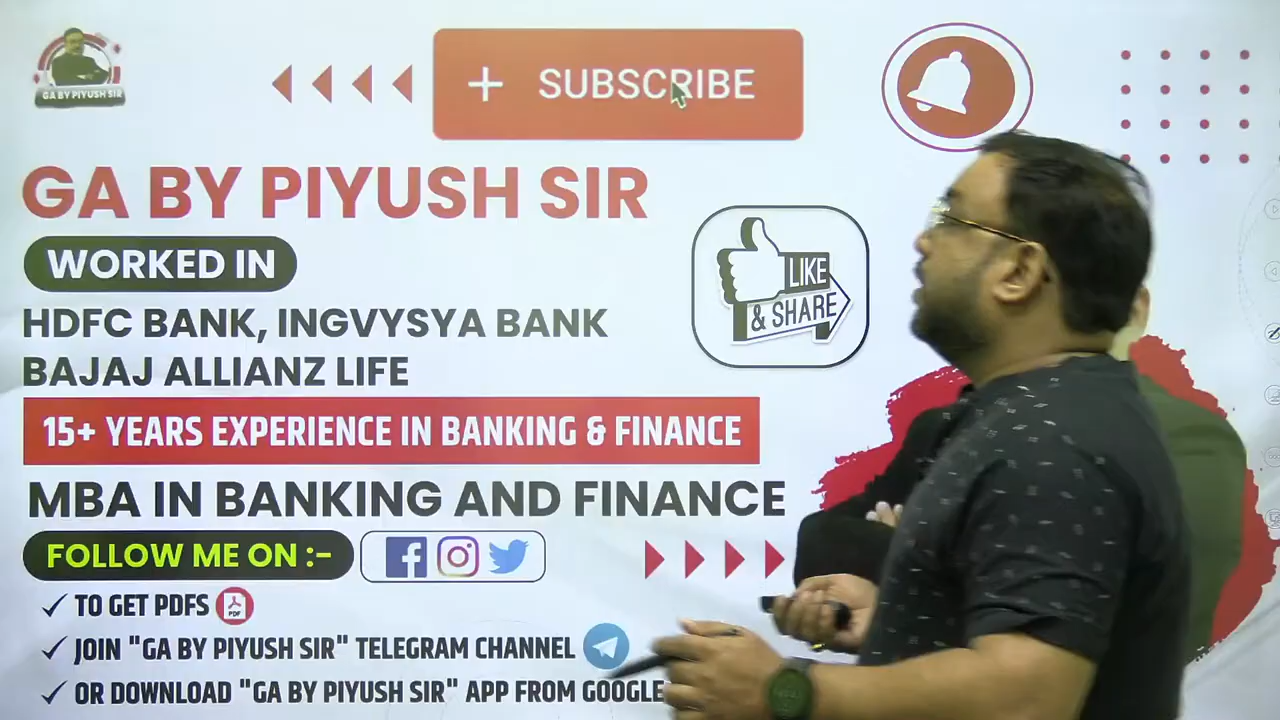 GA BY PIYUSH SIR
+ SUBSCRIBE
GA BY PIYUSH SIR
WORKED IN
LIKE
& SHARE
HDFC BANK, INGVYSYA BANK
BAJAJ ALLIANZ LIFE
15+ YEARS EXPERIENCE IN BANKING & FINANCE
MBA IN BANKING AND FINANCE
FOLLOW ME ON :-
✓ TO GET PDFS PDF
✓ JOIN "GA BY PIYUSH SIR" TELEGRAM CHANNEL
✓ OR DOWNLOAD "GA BY PIYUSH SIR" APP FROM GOOGLE